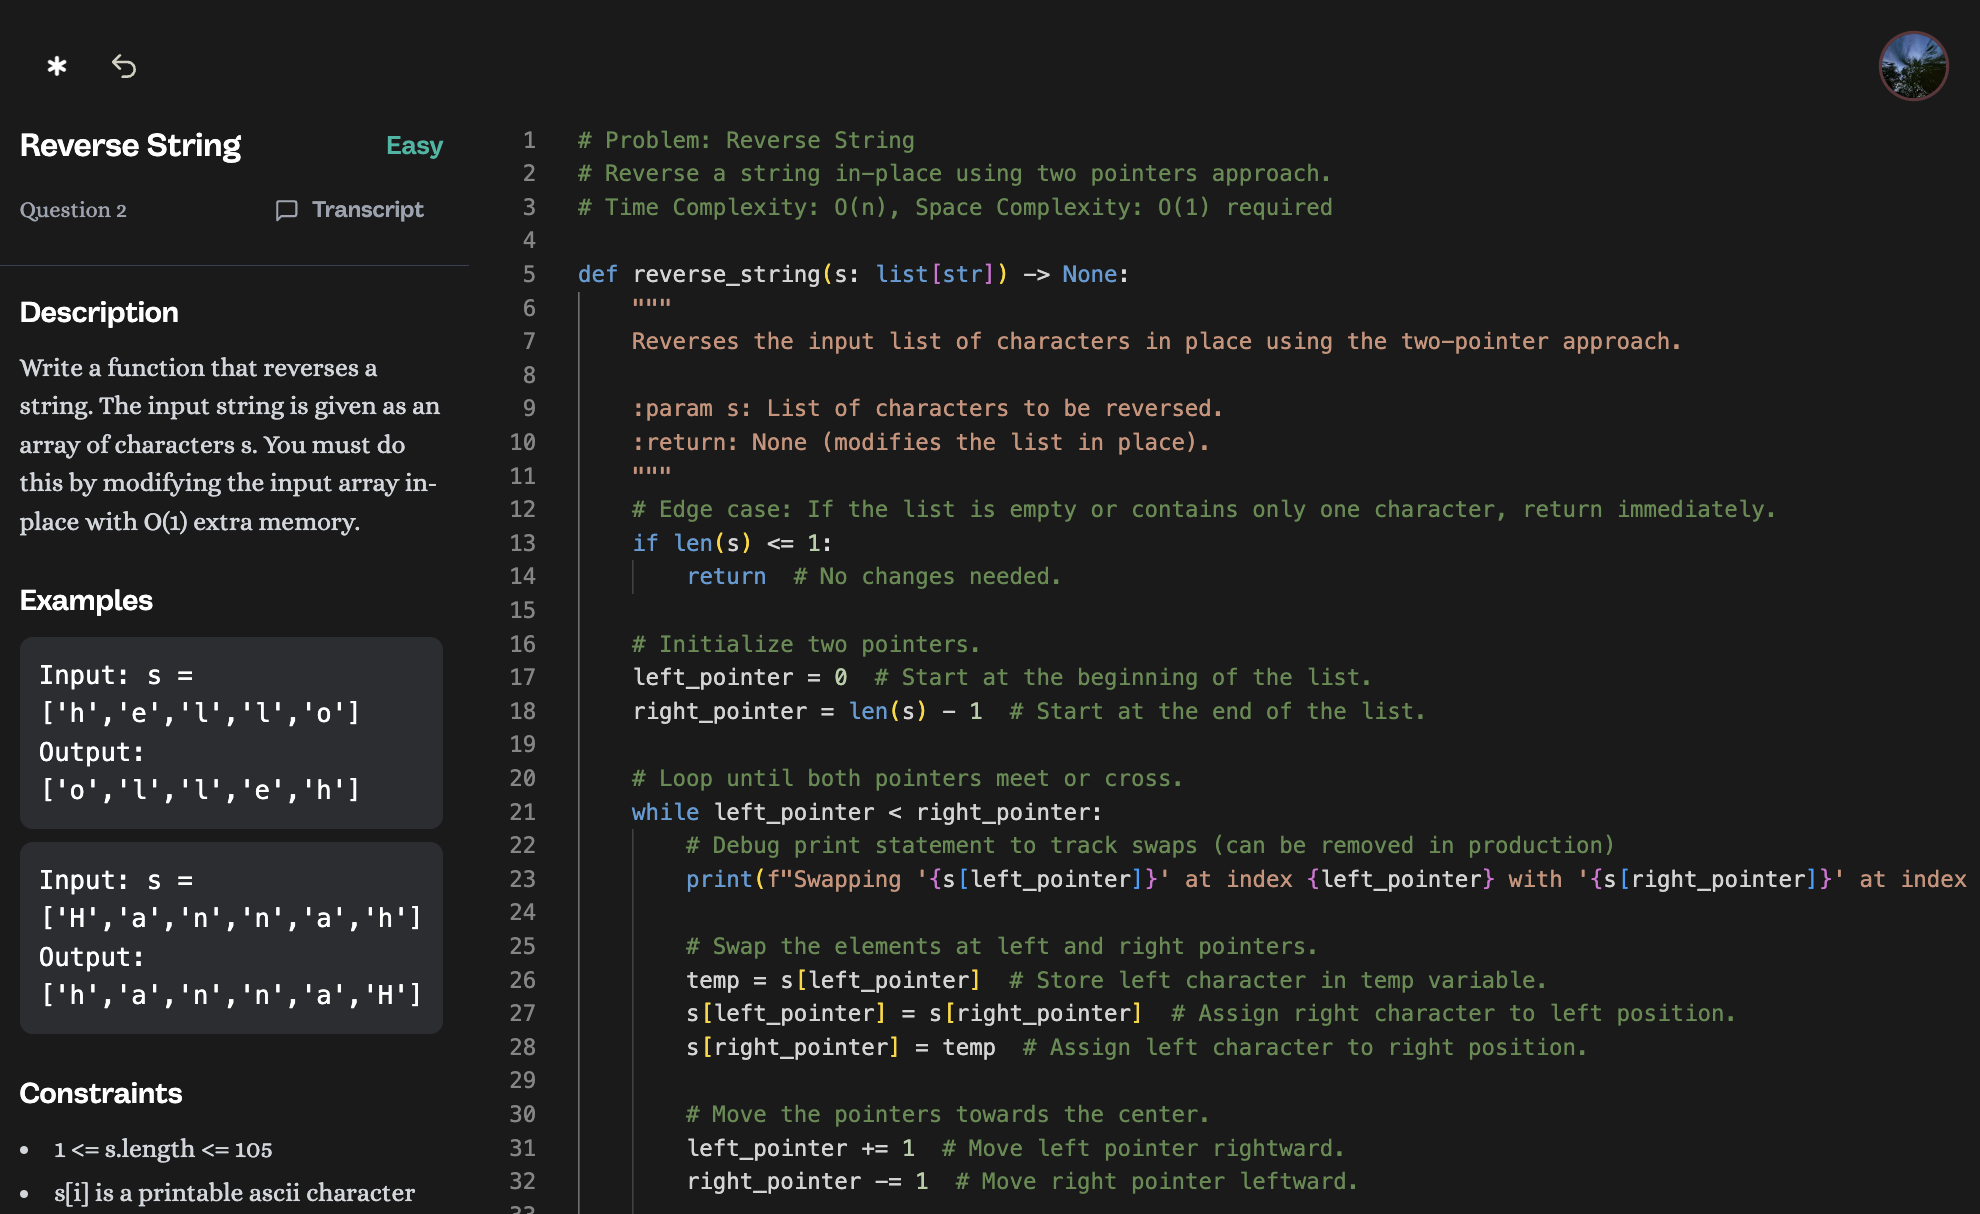 Reverse String
Easy
Question 2
Transcript
Description
Write a function that reverses a
string. The input string is given as an
array of characters s. You must do
this by modifying the input array in-
place with O(1) extra memory.
Examples
Input: s =
['h','e','l','l','o']
Output:
['o','l','l','e','h']
Input: s =
['H','a','n','n','a','h']
Output:
['h','a','n','n','a','H']
Constraints
• 1 <= s.length <= 105
• s[i] is a printable ascii character
1 # Problem: Reverse String
2 # Reverse a string in-place using two pointers approach.
3 # Time Complexity: O(n), Space Complexity: O(1) required
4
5 def reverse_string(s: list[str]) -> None:
6 """
7 Reverses the input list of characters in place using the two-pointer approach.
8
9 :param s: List of characters to be reversed.
10 :return: None (modifies the list in place).
11 """
12 # Edge case: If the list is empty or contains only one character, return immediately.
13 if len(s) <= 1:
14 return  # No changes needed.
15
16 # Initialize two pointers.
17 left_pointer = 0  # Start at the beginning of the list.
18 right_pointer = len(s) - 1  # Start at the end of the list.
19
20 # Loop until both pointers meet or cross.
21 while left_pointer < right_pointer:
22 # Debug print statement to track swaps (can be removed in production)
23 print(f"Swapping '{s[left_pointer]}' at index {left_pointer} with '{s[right_pointer]}' at index
24
25 # Swap the elements at left and right pointers.
26 temp = s[left_pointer]  # Store left character in temp variable.
27 s[left_pointer] = s[right_pointer]  # Assign right character to left position.
28 s[right_pointer] = temp  # Assign left character to right position.
29
30 # Move the pointers towards the center.
31 left_pointer += 1  # Move left pointer rightward.
32 right_pointer -= 1  # Move right pointer leftward.